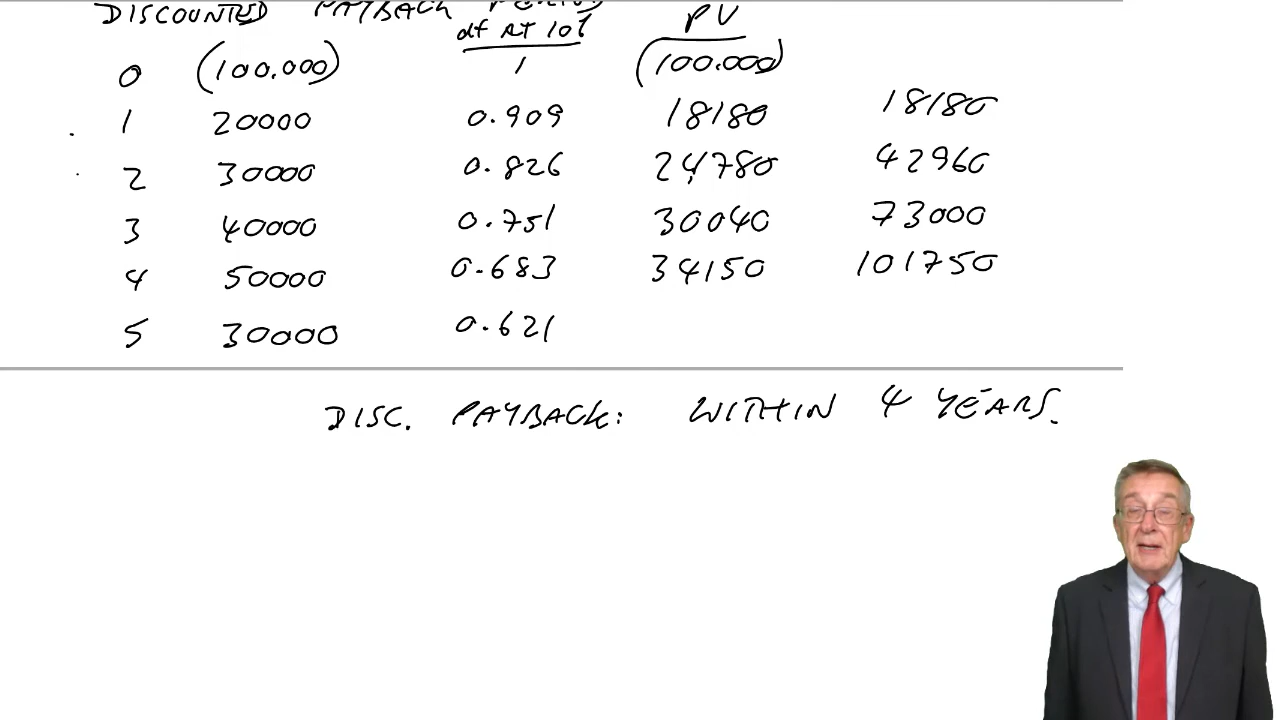 DISCOUNTED PAYBACK PERIOD
df AT 10% PV
0 (100.000) 1 (100.000)
1 20000 0.909 18180 18180
2 30000 0.826 24780 42960
3 40000 0.751 30040 73000
4 50000 0.683 34150 101750
5 30000 0.621
DISC. PAYBACK: WITHIN 4 YEARS.